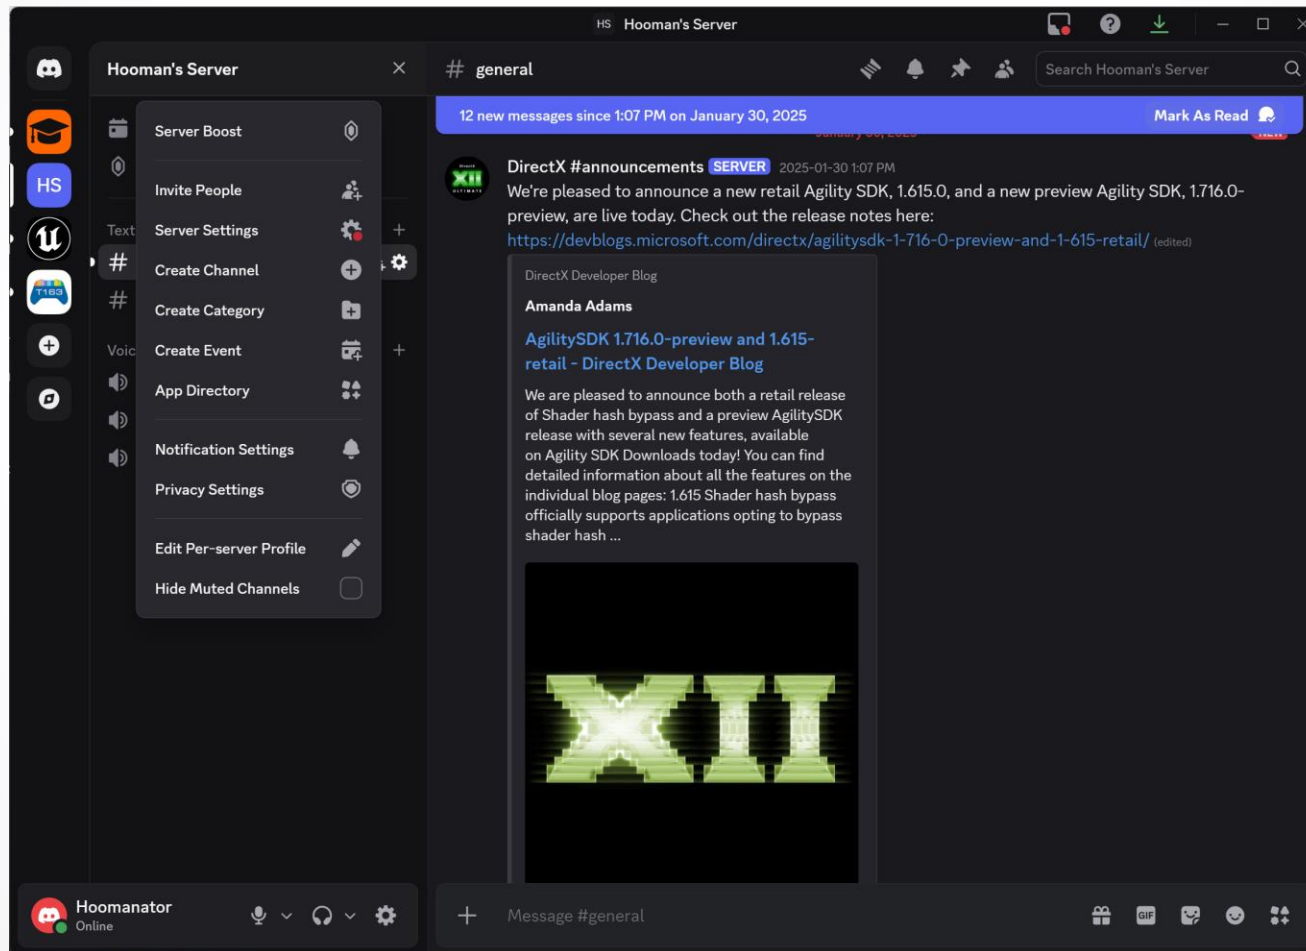 HS Hooman's Server
Hooman's Server
# general
Search Hooman's Server
HS
T163
Text
Voic
Server Boost
Invite People
Server Settings
Create Channel
Create Category
Create Event
App Directory
Notification Settings
Privacy Settings
Edit Per-server Profile
Hide Muted Channels
12 new messages since 1:07 PM on January 30, 2025
Mark As Read
January 30, 2025
NEW
DirectX #announcements SERVER 2025-01-30 1:07 PM
We're pleased to announce a new retail Agility SDK, 1.615.0, and a new preview Agility SDK, 1.716.0-
preview, are live today. Check out the release notes here:
https://devblogs.microsoft.com/directx/agilitysdk-1-716-0-preview-and-1-615-retail/ (edited)
DirectX Developer Blog
Amanda Adams
AgilitySDK 1.716.0-preview and 1.615-
retail - DirectX Developer Blog
We are pleased to announce both a retail release
of Shader hash bypass and a preview AgilitySDK
release with several new features, available
on Agility SDK Downloads today! You can find
detailed information about all the features on the
individual blog pages: 1.615 Shader hash bypass
officially supports applications opting to bypass
shader hash ...
XII
Hoomanator
Online
Message #general
GIF